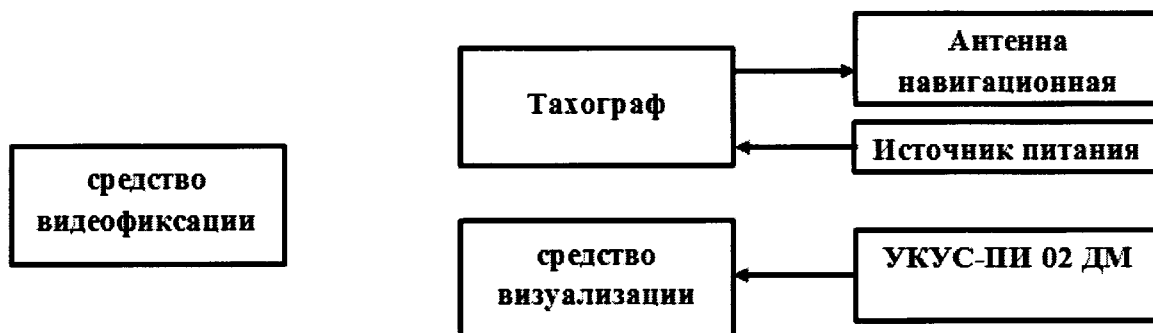 Антенна
навигационная
Тахограф
Источник питания
средство
видеофиксации
средство
визуализации
УКУС-ПИ 02 ДМ